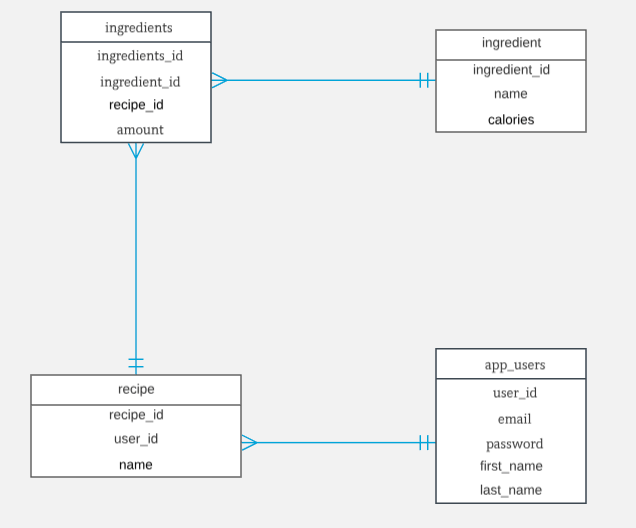 ingredients
ingredients_id
ingredient_id
recipe_id
amount
ingredient
ingredient_id
name
calories
recipe
recipe_id
user_id
name
app_users
user_id
email
password
first_name
last_name